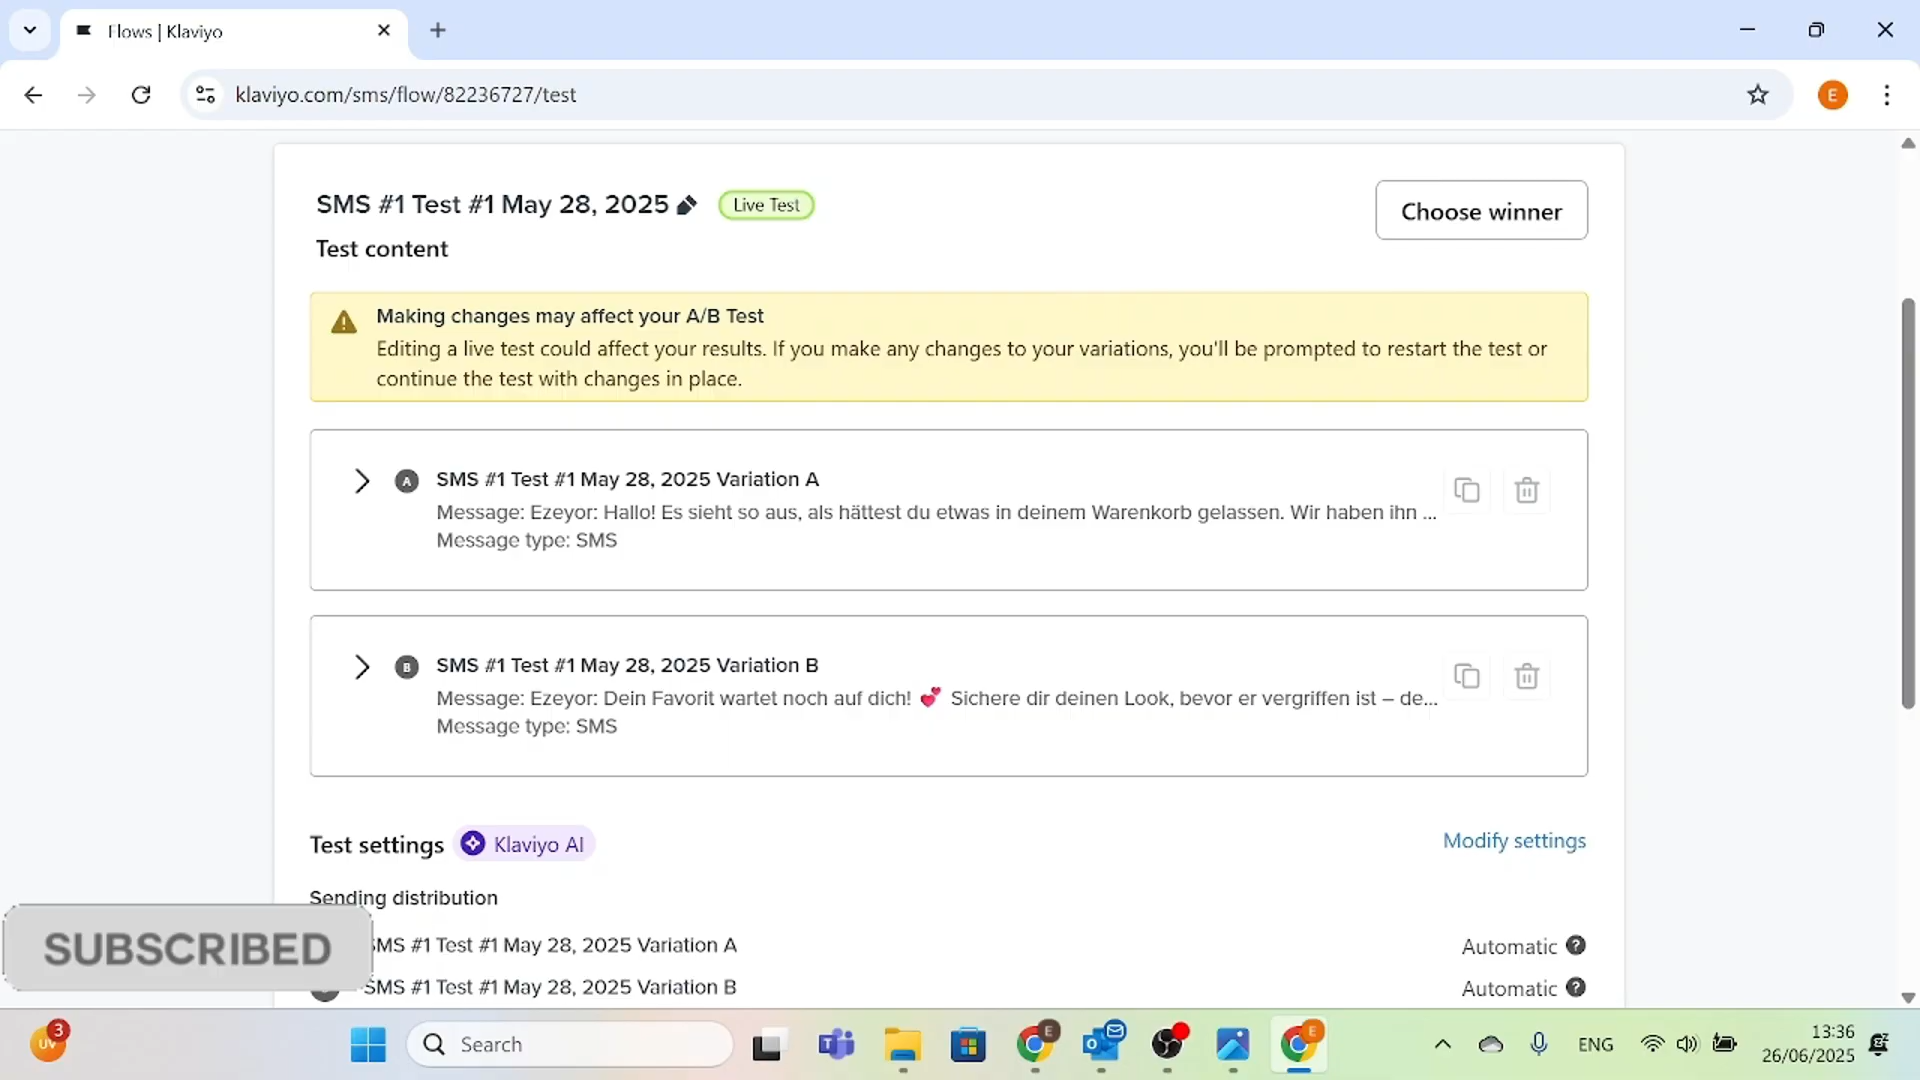 Flows | Klaviyo
klaviyo.com/sms/flow/82236727/test
E
SMS #1 Test #1 May 28, 2025
Live Test
Choose winner
Test content
Making changes may affect your A/B Test
Editing a live test could affect your results. If you make any changes to your variations, you'll be prompted to restart the test or
continue the test with changes in place.
A
SMS #1 Test #1 May 28, 2025 Variation A
Message: Ezeyor: Hallo! Es sieht so aus, als hättest du etwas in deinem Warenkorb gelassen. Wir haben ihn ...
Message type: SMS
B
SMS #1 Test #1 May 28, 2025 Variation B
Message: Ezeyor: Dein Favorit wartet noch auf dich! 💕 Sichere dir deinen Look, bevor er vergriffen ist – de...
Message type: SMS
Test settings
Klaviyo AI
Modify settings
Sending distribution
SMS #1 Test #1 May 28, 2025 Variation A
Automatic ?
SMS #1 Test #1 May 28, 2025 Variation B
Automatic ?
SUBSCRIBED
UV
3
Search
E
E
ENG
13:36
26/06/2025